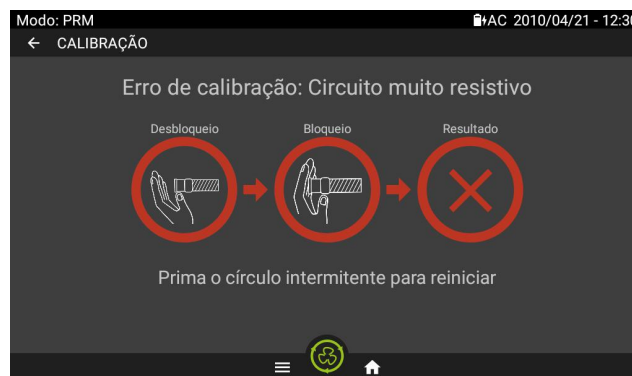 Modo: PRM
AC 2010/04/21 - 12:30
CALIBRAÇÃO
Erro de calibração: Circuito muito resistivo
Desbloqueio
Bloqueio
Resultado
Prima o círculo intermitente para reiniciar